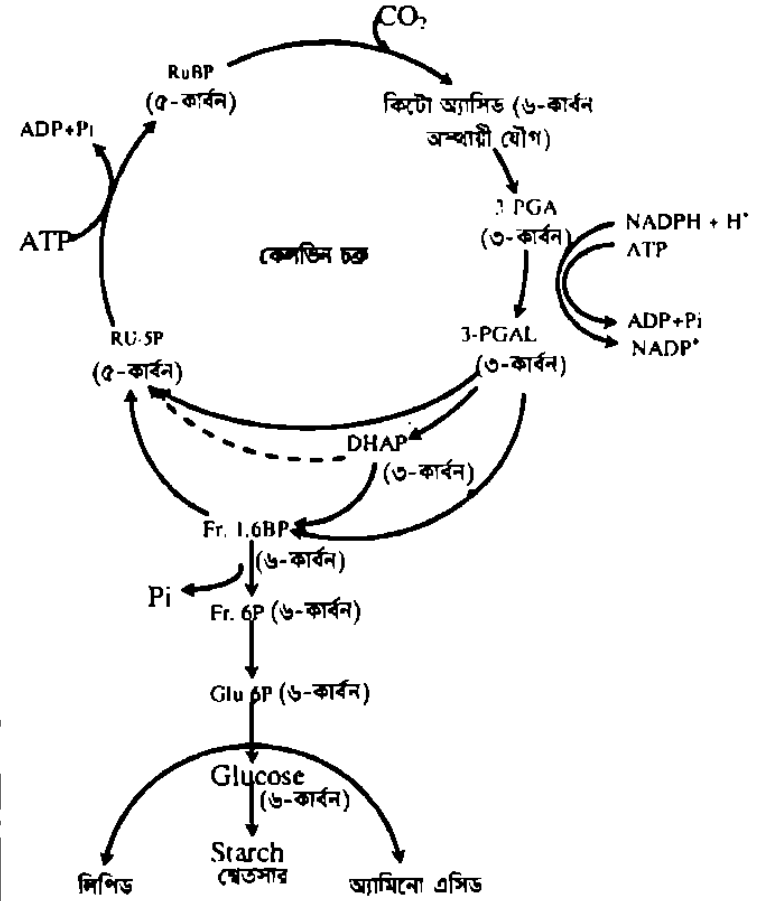 CO₂
RuBP
(৫-কার্বন)
কিটো অ্যাসিড (৬-কার্বন
অস্থায়ী যৌগ)
ADP+Pi
ATP
3 PGA
(৩-কার্বন)
NADPH + H⁺
ATP
কেলভিন চক্র
ADP+Pi
NADP⁺
RU-5P
(৫-কার্বন)
3-PGAL
(৩-কার্বন)
DHAP
(৩-কার্বন)
Fr. 1.6BP
(৬-কার্বন)
Pi
Fr. 6P (৬-কার্বন)
Glu 6P (৬-কার্বন)
Glucose
(৬-কার্বন)
Starch
শ্বেতসার
লিপিড
অ্যামিনো এসিড